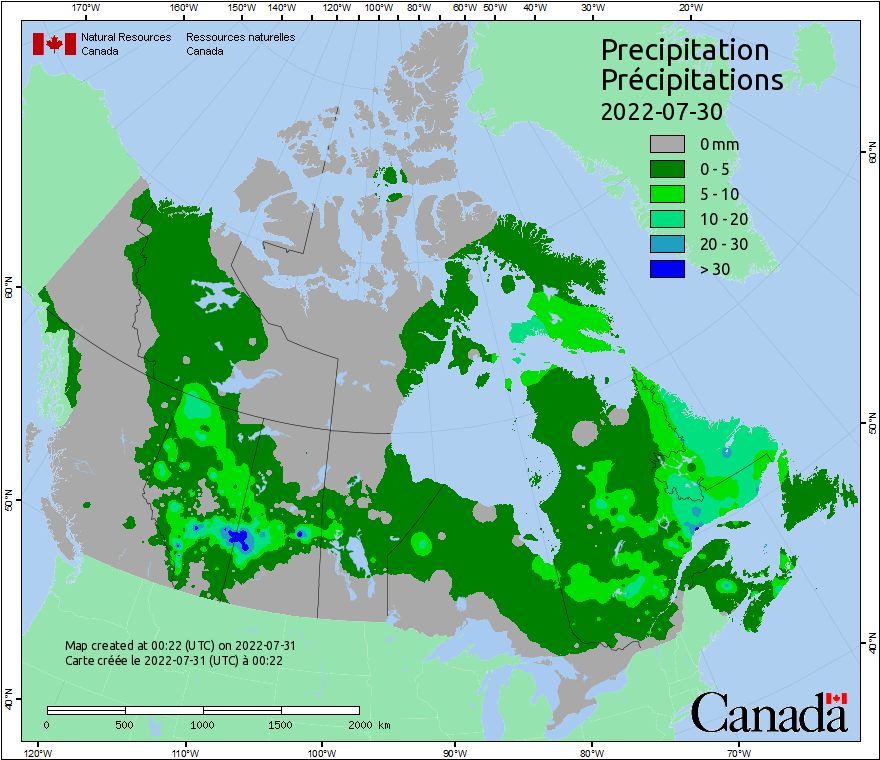 170°W 160°W 150°W 140°W 120°W 100°W 80°W 60°W 50°W 40°W 30°W 20°W
Natural Resources Canada
Ressources naturelles Canada
Precipitation
Précipitations
2022-07-30
0 mm
0 - 5
5 - 10
10 - 20
20 - 30
> 30
60°N
50°N
40°N
60°N
50°N
40°N
Map created at 00:22 (UTC) on 2022-07-31
Carte créée le 2022-07-31 (UTC) à 00:22
0 500 1000 1500 2000 km
Canada
120°W 110°W 100°W 90°W 80°W 70°W